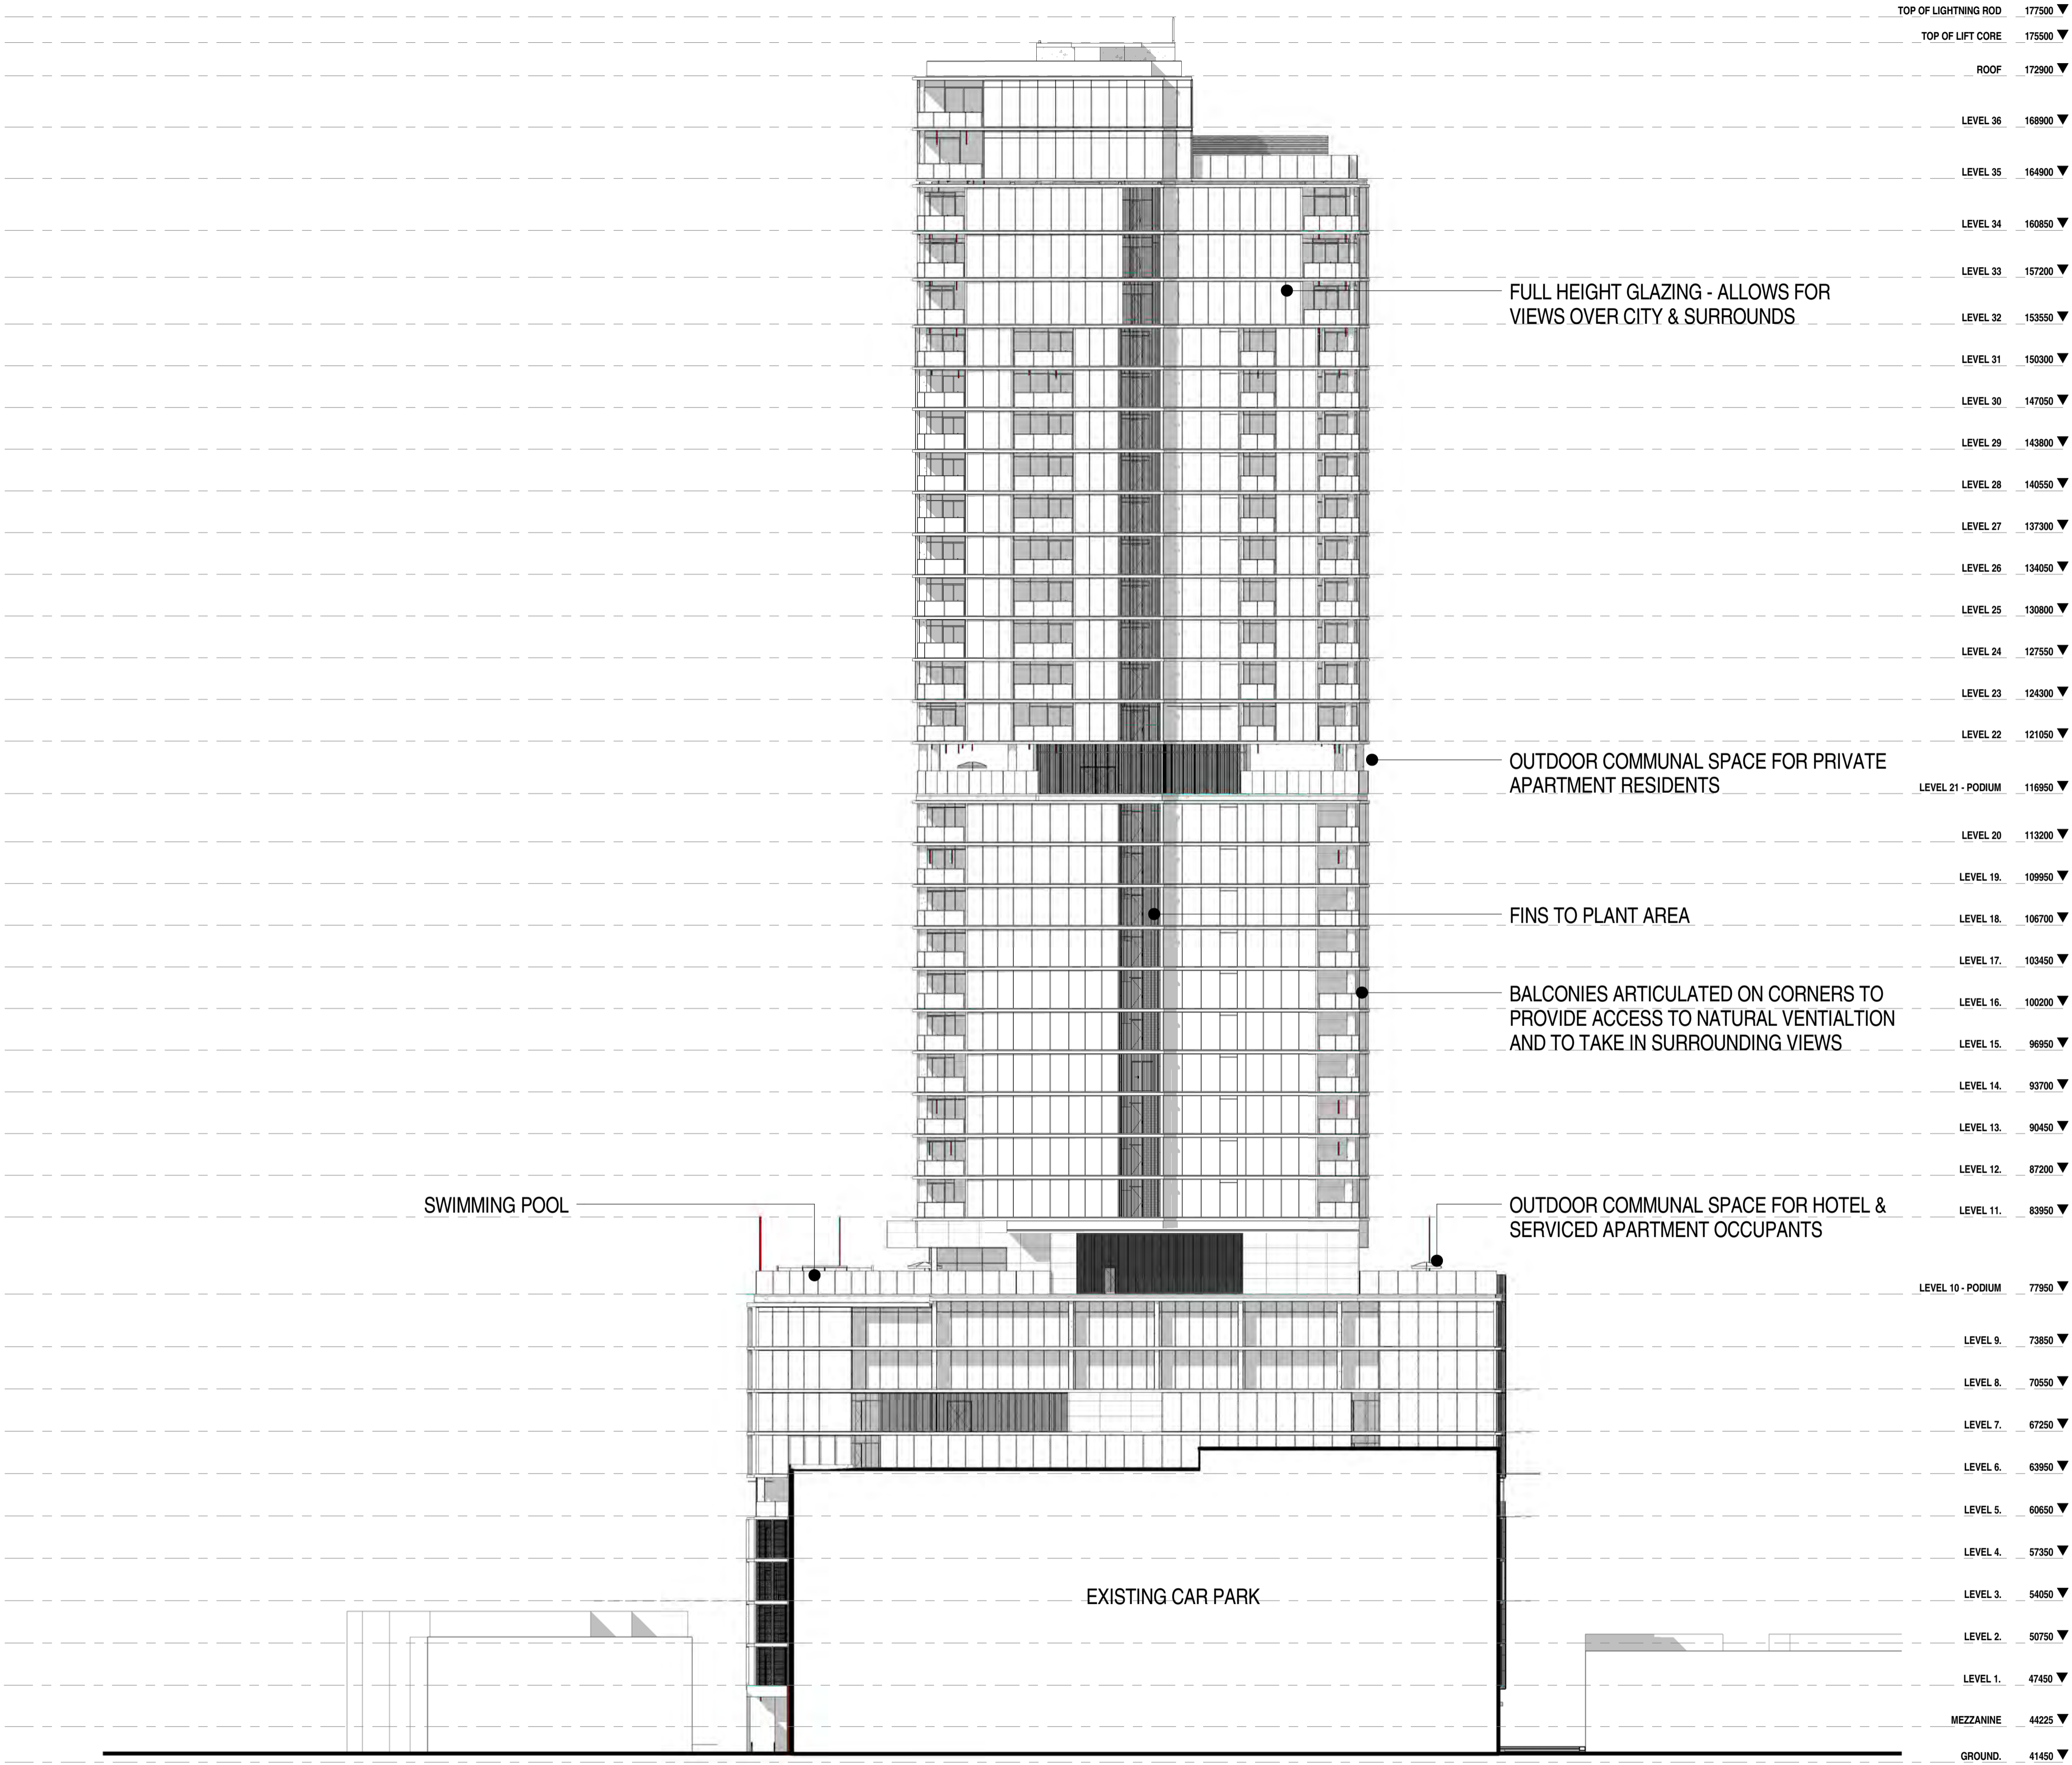 TOP OF LIGHTNING ROD 177500
TOP OF LIFT CORE 175500
ROOF 172900
LEVEL 36 168900
LEVEL 35 164900
LEVEL 34 160850
LEVEL 33 157200
FULL HEIGHT GLAZING - ALLOWS FOR
VIEWS OVER CITY & SURROUNDS
LEVEL 32 153550
LEVEL 31 150300
LEVEL 30 147050
LEVEL 29 143800
LEVEL 28 140550
LEVEL 27 137300
LEVEL 26 134050
LEVEL 25 130800
LEVEL 24 127550
LEVEL 23 124300
LEVEL 22 121050
OUTDOOR COMMUNAL SPACE FOR PRIVATE
APARTMENT RESIDENTS
LEVEL 21 - PODIUM 116950
LEVEL 20 113200
LEVEL 19. 109950
FINS TO PLANT AREA
LEVEL 18. 106700
LEVEL 17. 103450
BALCONIES ARTICULATED ON CORNERS TO
PROVIDE ACCESS TO NATURAL VENTIALTION
AND TO TAKE IN SURROUNDING VIEWS
LEVEL 16. 100200
LEVEL 15. 96950
LEVEL 14. 93700
LEVEL 13. 90450
LEVEL 12. 87200
SWIMMING POOL
OUTDOOR COMMUNAL SPACE FOR HOTEL &
SERVICED APARTMENT OCCUPANTS
LEVEL 11. 83950
LEVEL 10 - PODIUM 77950
LEVEL 9. 73850
LEVEL 8. 70550
LEVEL 7. 67250
LEVEL 6. 63950
LEVEL 5. 60650
LEVEL 4. 57350
EXISTING CAR PARK
LEVEL 3. 54050
LEVEL 2. 50750
LEVEL 1. 47450
MEZZANINE 44225
GROUND. 41450